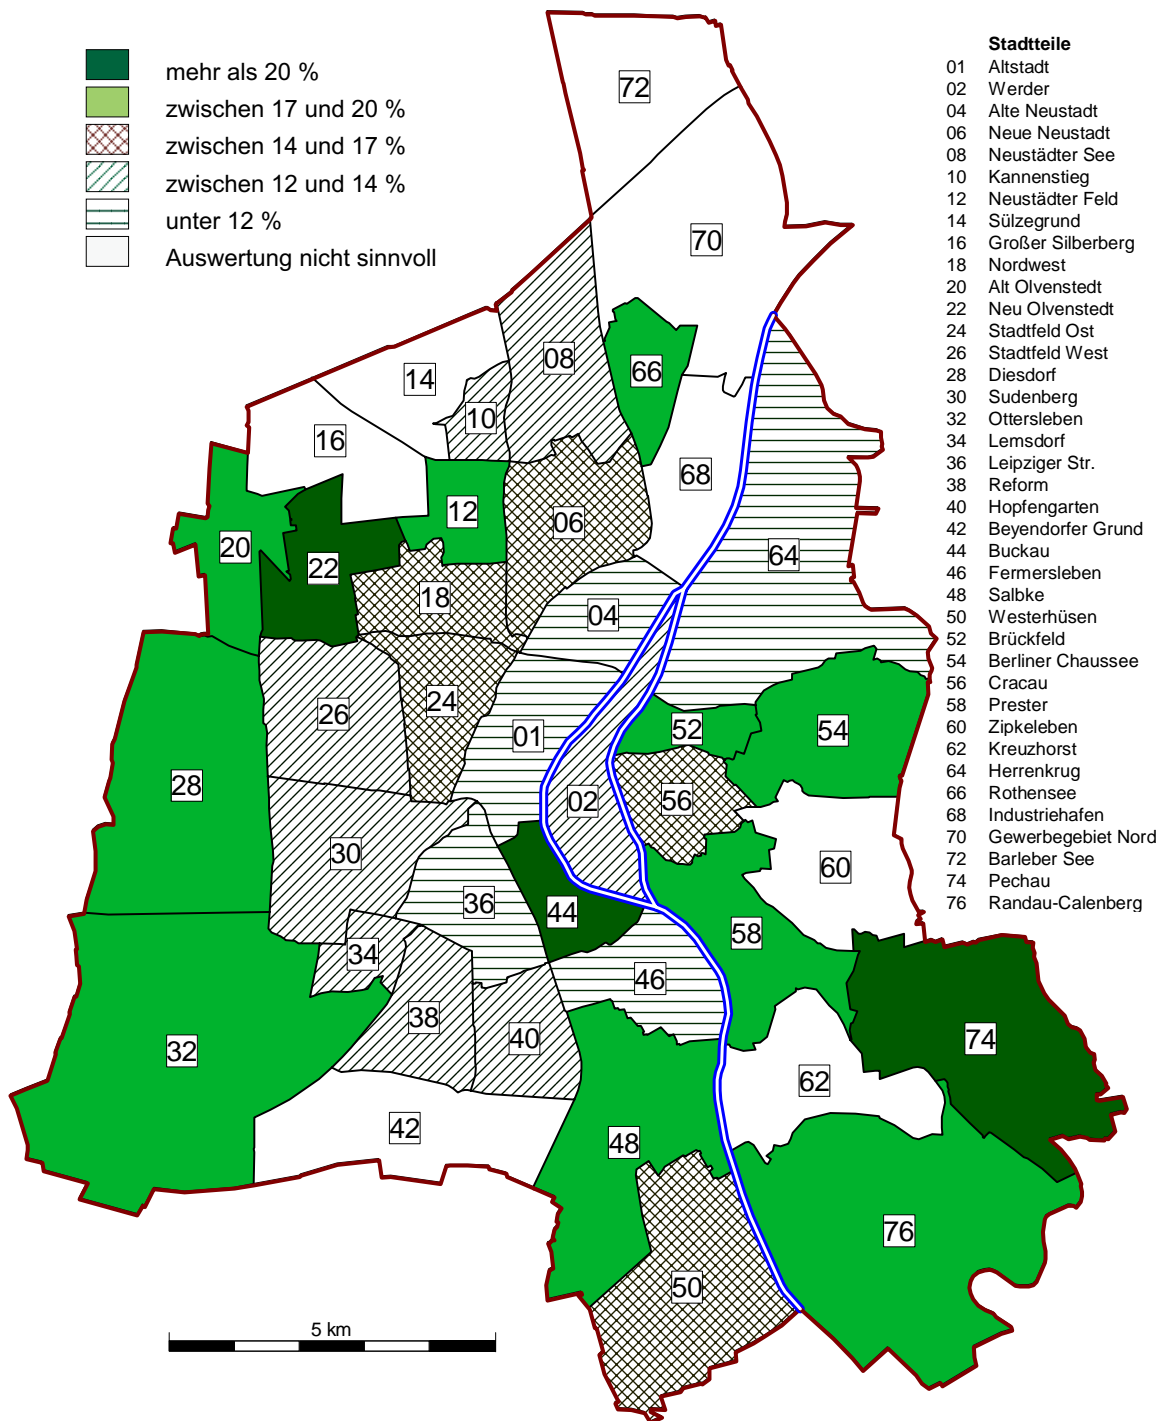 mehr als 20 %
zwischen 17 und 20 %
zwischen 14 und 17 %
zwischen 12 und 14 %
unter 12 %
Auswertung nicht sinnvoll
Stadtteile
01 Altstadt
02 Werder
04 Alte Neustadt
06 Neue Neustadt
08 Neustädter See
10 Kannenstieg
12 Neustädter Feld
14 Sülzegrund
16 Großer Silberberg
18 Nordwest
20 Alt Olvenstedt
22 Neu Olvenstedt
24 Stadtfeld Ost
26 Stadtfeld West
28 Diesdorf
30 Sudenberg
32 Ottersleben
34 Lemsdorf
36 Leipziger Str.
38 Reform
40 Hopfengarten
42 Beyendorfer Grund
44 Buckau
46 Fermersleben
48 Salbke
50 Westerhüsen
52 Brückfeld
54 Berliner Chaussee
56 Cracau
58 Prester
60 Zipkeleben
62 Kreuzhorst
64 Herrenkrug
66 Rothensee
68 Industriehafen
70 Gewerbegebiet Nord
72 Barleber See
74 Pechau
76 Randau-Calenberg
72
70
08
66
14
10
16
68
12
06
20
64
22
18
04
24
26
01
52
54
28
02
56
30
60
36
44
58
34
46
38
40
74
32
62
42
48
76
50
5 km